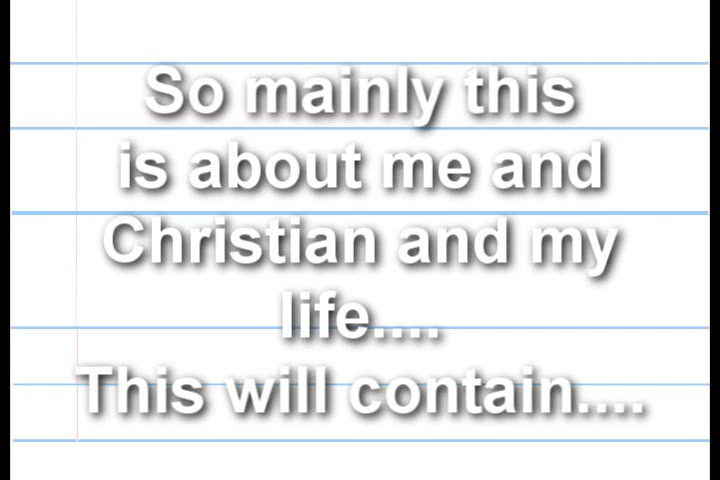 So mainly this
is about me and
Christian and my
life....
This will contain....